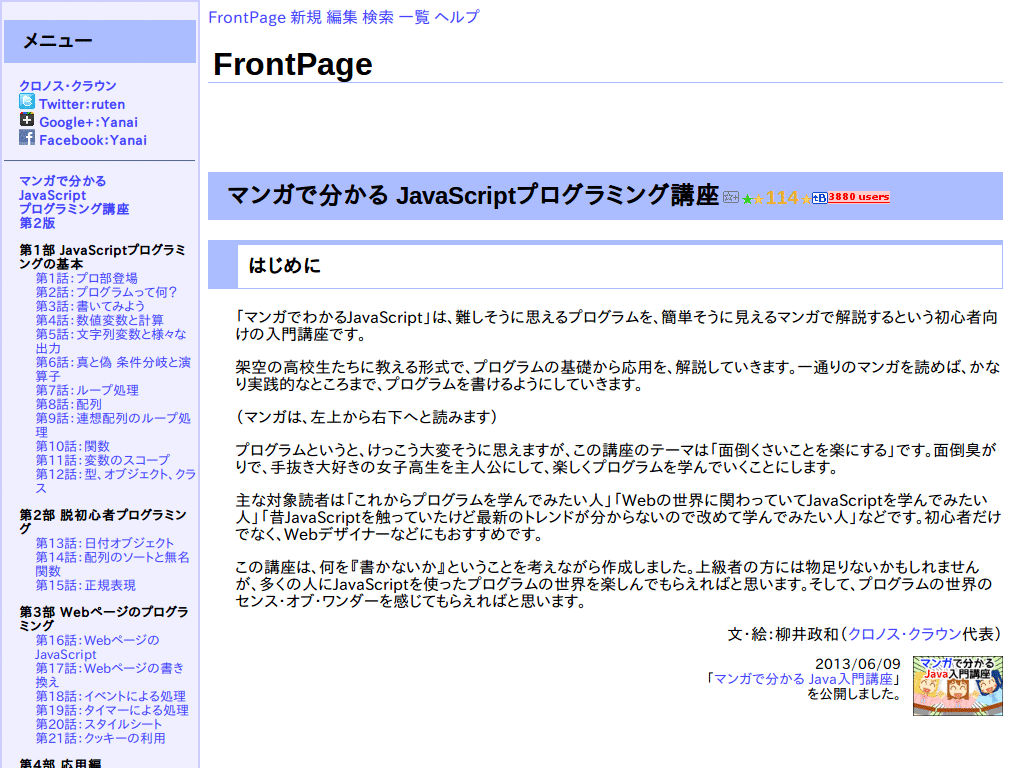 メニュー
クロノス・クラウン
Twitter:ruten
Google+:Yanai
Facebook:Yanai
マンガで分かる
JavaScript
プログラミング講座
第2版
第1部 JavaScriptプログラミ
ングの基本
第1話：プロ部登場
第2話：プログラムって何？
第3話：書いてみよう
第4話：数値変数と計算
第5話：文字列変数と様々な
出力
第6話：真と偽 条件分岐と演
算子
第7話：ループ処理
第8話：配列
第9話：連想配列のループ処
理
第10話：関数
第11話：変数のスコープ
第12話：型、オブジェクト、クラ
ス
第2部 脱初心者プログラミン
グ
第13話：日付オブジェクト
第14話：配列のソートと無名
関数
第15話：正規表現
第3部 Webページのプログラ
ミング
第16話：Webページの
JavaScript
第17話：Webページの書き
換え
第18話：イベントによる処理
第19話：タイマーによる処理
第20話：スタイルシート
第21話：クッキーの利用
第4部 応用編
FrontPage 新規 編集 検索 一覧 ヘルプ
FrontPage
マンガで分かる JavaScriptプログラミング講座 114 tB 3880 users
はじめに
「マンガでわかるJavaScript」は、難しそうに思えるプログラムを、簡単そうに見えるマンガで解説するという初心者向
けの入門講座です。
架空の高校生たちに教える形式で、プログラムの基礎から応用を、解説していきます。一通りのマンガを読めば、かな
り実践的なところまで、プログラムを書けるようにしていきます。
（マンガは、左上から右下へと読みます）
プログラムというと、けっこう大変そうに思えますが、この講座のテーマは「面倒くさいことを楽にする」です。面倒臭が
りで、手抜き大好きの女子高生を主人公にして、楽しくプログラムを学んでいくことにします。
主な対象読者は「これからプログラムを学んでみたい人」「Webの世界に関わっていてJavaScriptを学んでみたい
人」「昔JavaScriptを触っていたけど最新のトレンドが分からないので改めて学んでみたい人」などです。初心者だけ
でなく、Webデザイナーなどにもおすすめです。
この講座は、何を『書かないか』ということを考えながら作成しました。上級者の方には物足りないかもしれません
が、多くの人にJavaScriptを使ったプログラムの世界を楽しんでもらえればと思います。そして、プログラムの世界の
センス・オブ・ワンダーを感じてもらえればと思います。
文・絵：柳井政和（クロノス・クラウン代表）
2013/06/09
「マンガで分かる Java入門講座」
を公開しました。
マンガで分かる
Java入門講座